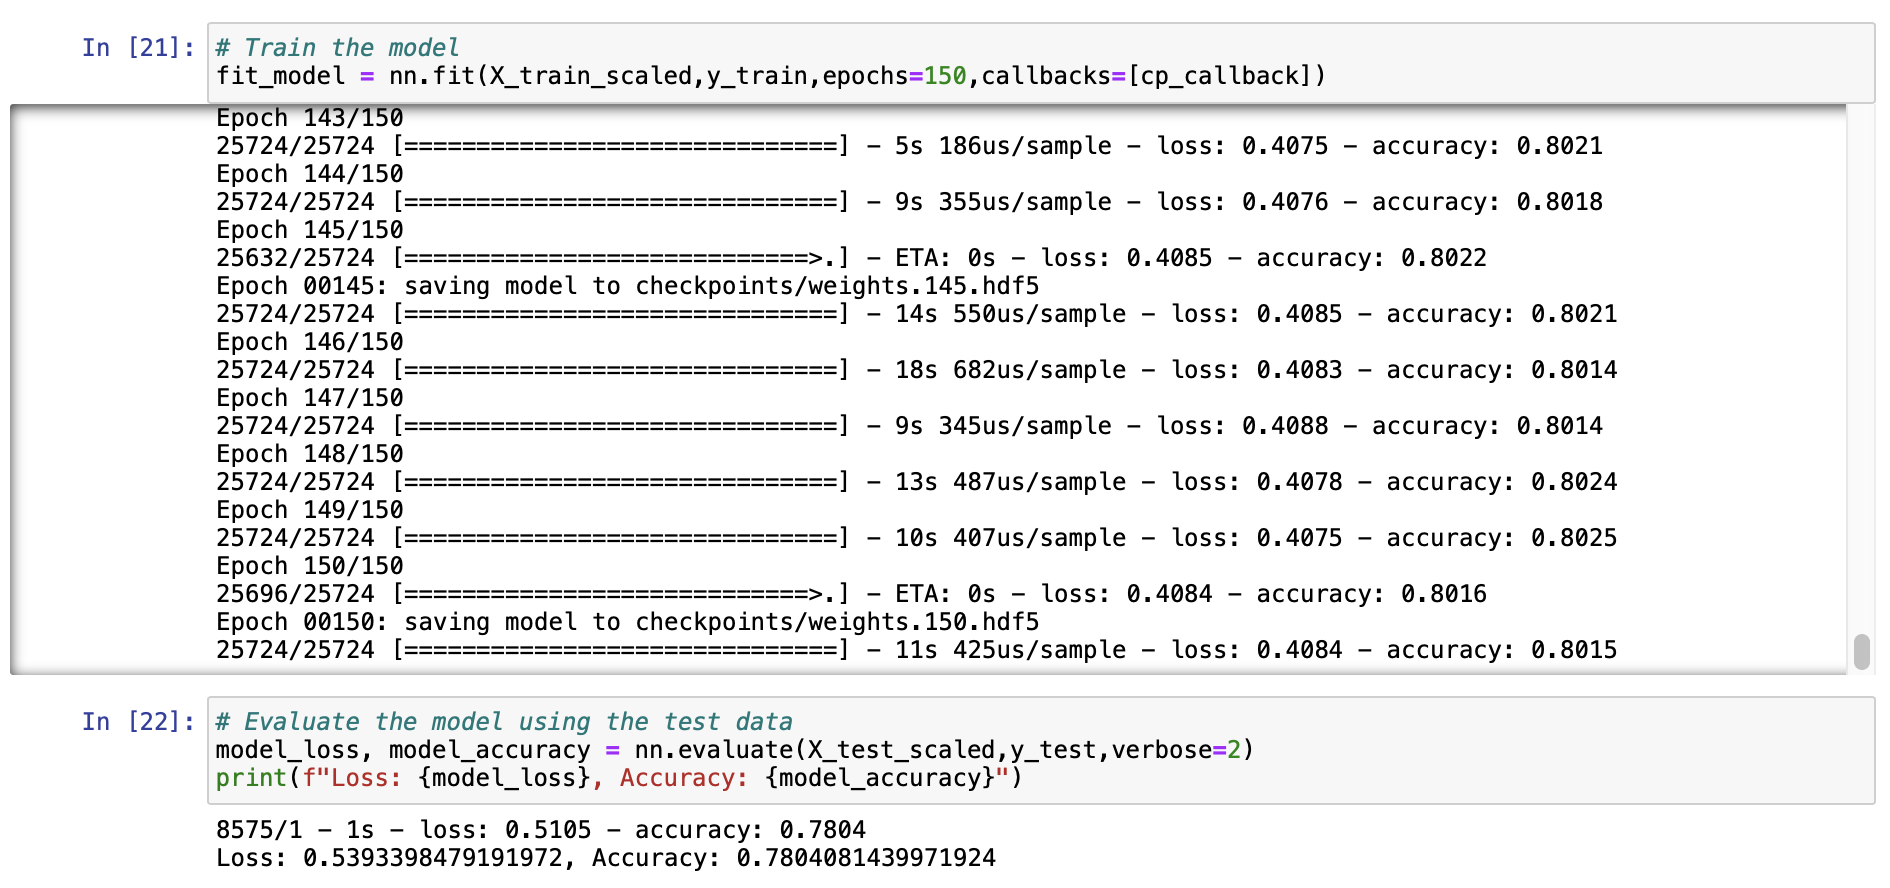 In [21]: # Train the model
fit_model = nn.fit(X_train_scaled,y_train,epochs=150,callbacks=[cp_callback])
Epoch 143/150
25724/25724 [==============================] - 5s 186us/sample - loss: 0.4075 - accuracy: 0.8021
Epoch 144/150
25724/25724 [==============================] - 9s 355us/sample - loss: 0.4076 - accuracy: 0.8018
Epoch 145/150
25632/25724 [============================>.] - ETA: 0s - loss: 0.4085 - accuracy: 0.8022
Epoch 00145: saving model to checkpoints/weights.145.hdf5
25724/25724 [==============================] - 14s 550us/sample - loss: 0.4085 - accuracy: 0.8021
Epoch 146/150
25724/25724 [==============================] - 18s 682us/sample - loss: 0.4083 - accuracy: 0.8014
Epoch 147/150
25724/25724 [==============================] - 9s 345us/sample - loss: 0.4088 - accuracy: 0.8014
Epoch 148/150
25724/25724 [==============================] - 13s 487us/sample - loss: 0.4078 - accuracy: 0.8024
Epoch 149/150
25724/25724 [==============================] - 10s 407us/sample - loss: 0.4075 - accuracy: 0.8025
Epoch 150/150
25696/25724 [============================>.] - ETA: 0s - loss: 0.4084 - accuracy: 0.8016
Epoch 00150: saving model to checkpoints/weights.150.hdf5
25724/25724 [==============================] - 11s 425us/sample - loss: 0.4084 - accuracy: 0.8015
In [22]: # Evaluate the model using the test data
model_loss, model_accuracy = nn.evaluate(X_test_scaled,y_test,verbose=2)
print(f"Loss: {model_loss}, Accuracy: {model_accuracy}")
8575/1 - 1s - loss: 0.5105 - accuracy: 0.7804
Loss: 0.5393398479191972, Accuracy: 0.7804081439971924